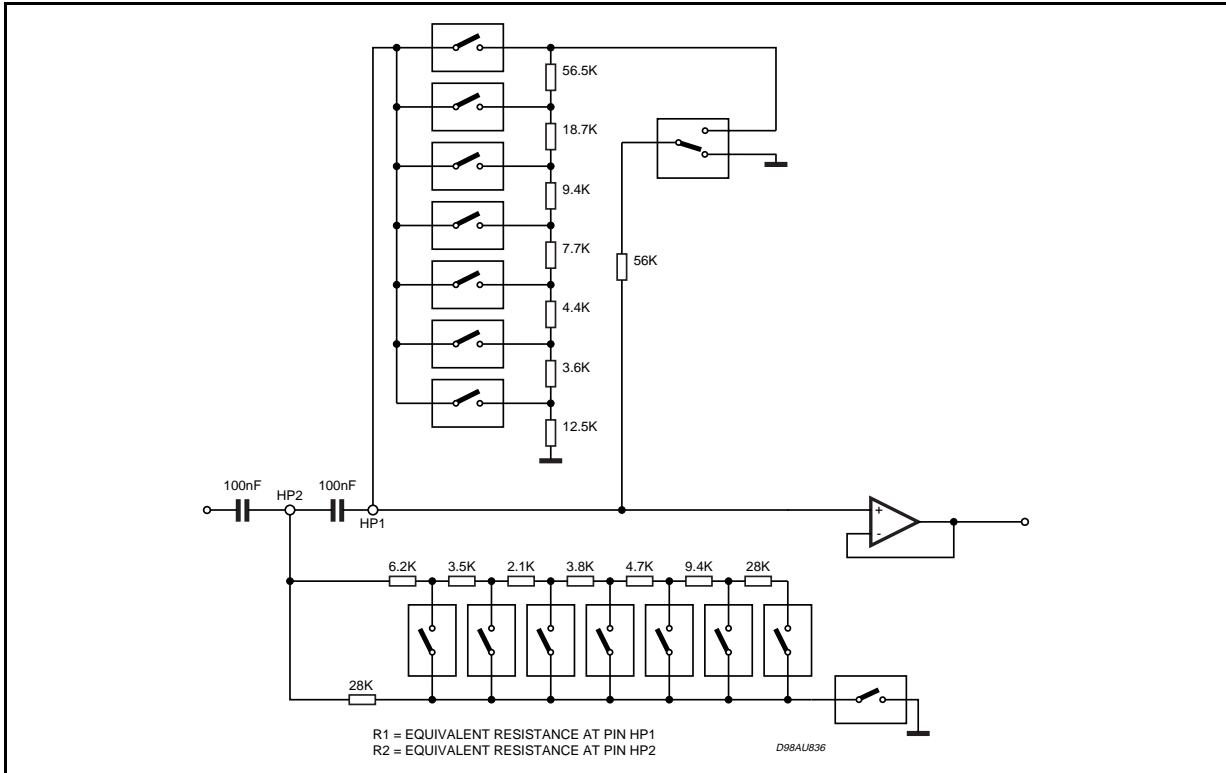 56.5K
18.7K
9.4K
7.7K
56K
4.4K
3.6K
12.5K
100nF
HP2
100nF
HP1
+
-
6.2K 3.5K 2.1K 3.8K 4.7K 9.4K 28K
28K
R1 = EQUIVALENT RESISTANCE AT PIN HP1
R2 = EQUIVALENT RESISTANCE AT PIN HP2
D98AU836